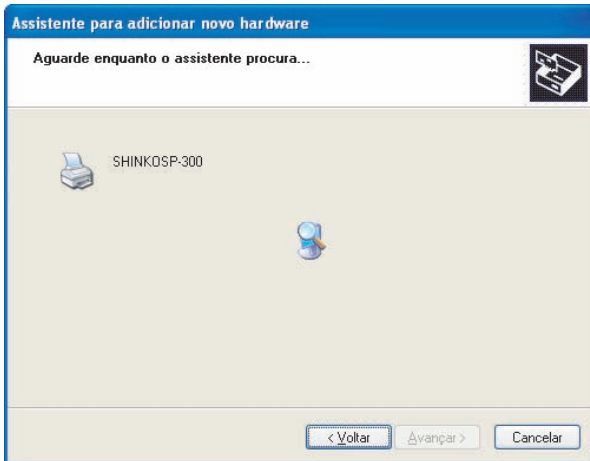 Assistente para adicionar novo hardware
Aguarde enquanto o assistente procura...
SHINKOSP-300
< Voltar
Avançar >
Cancelar